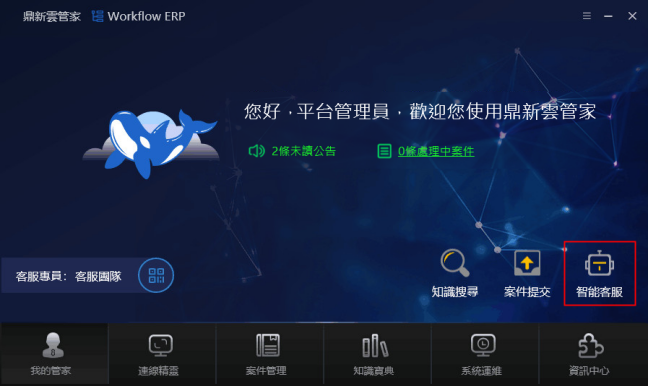 鼎新雲管家 Workflow ERP
您好，平台管理員，歡迎您使用鼎新雲管家
2條未讀公告 0條處理中案件
客服專員：客服團隊
知識搜尋 案件提交 智能客服
我的管家 連線精靈 案件管理 知識寶典 系統運維 資訊中心